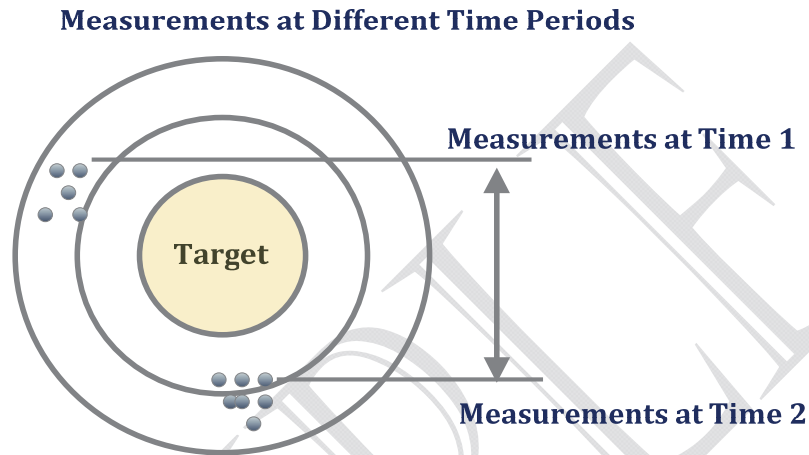 Measurements at Different Time Periods
Measurements at Time 1
Target
Measurements at Time 2